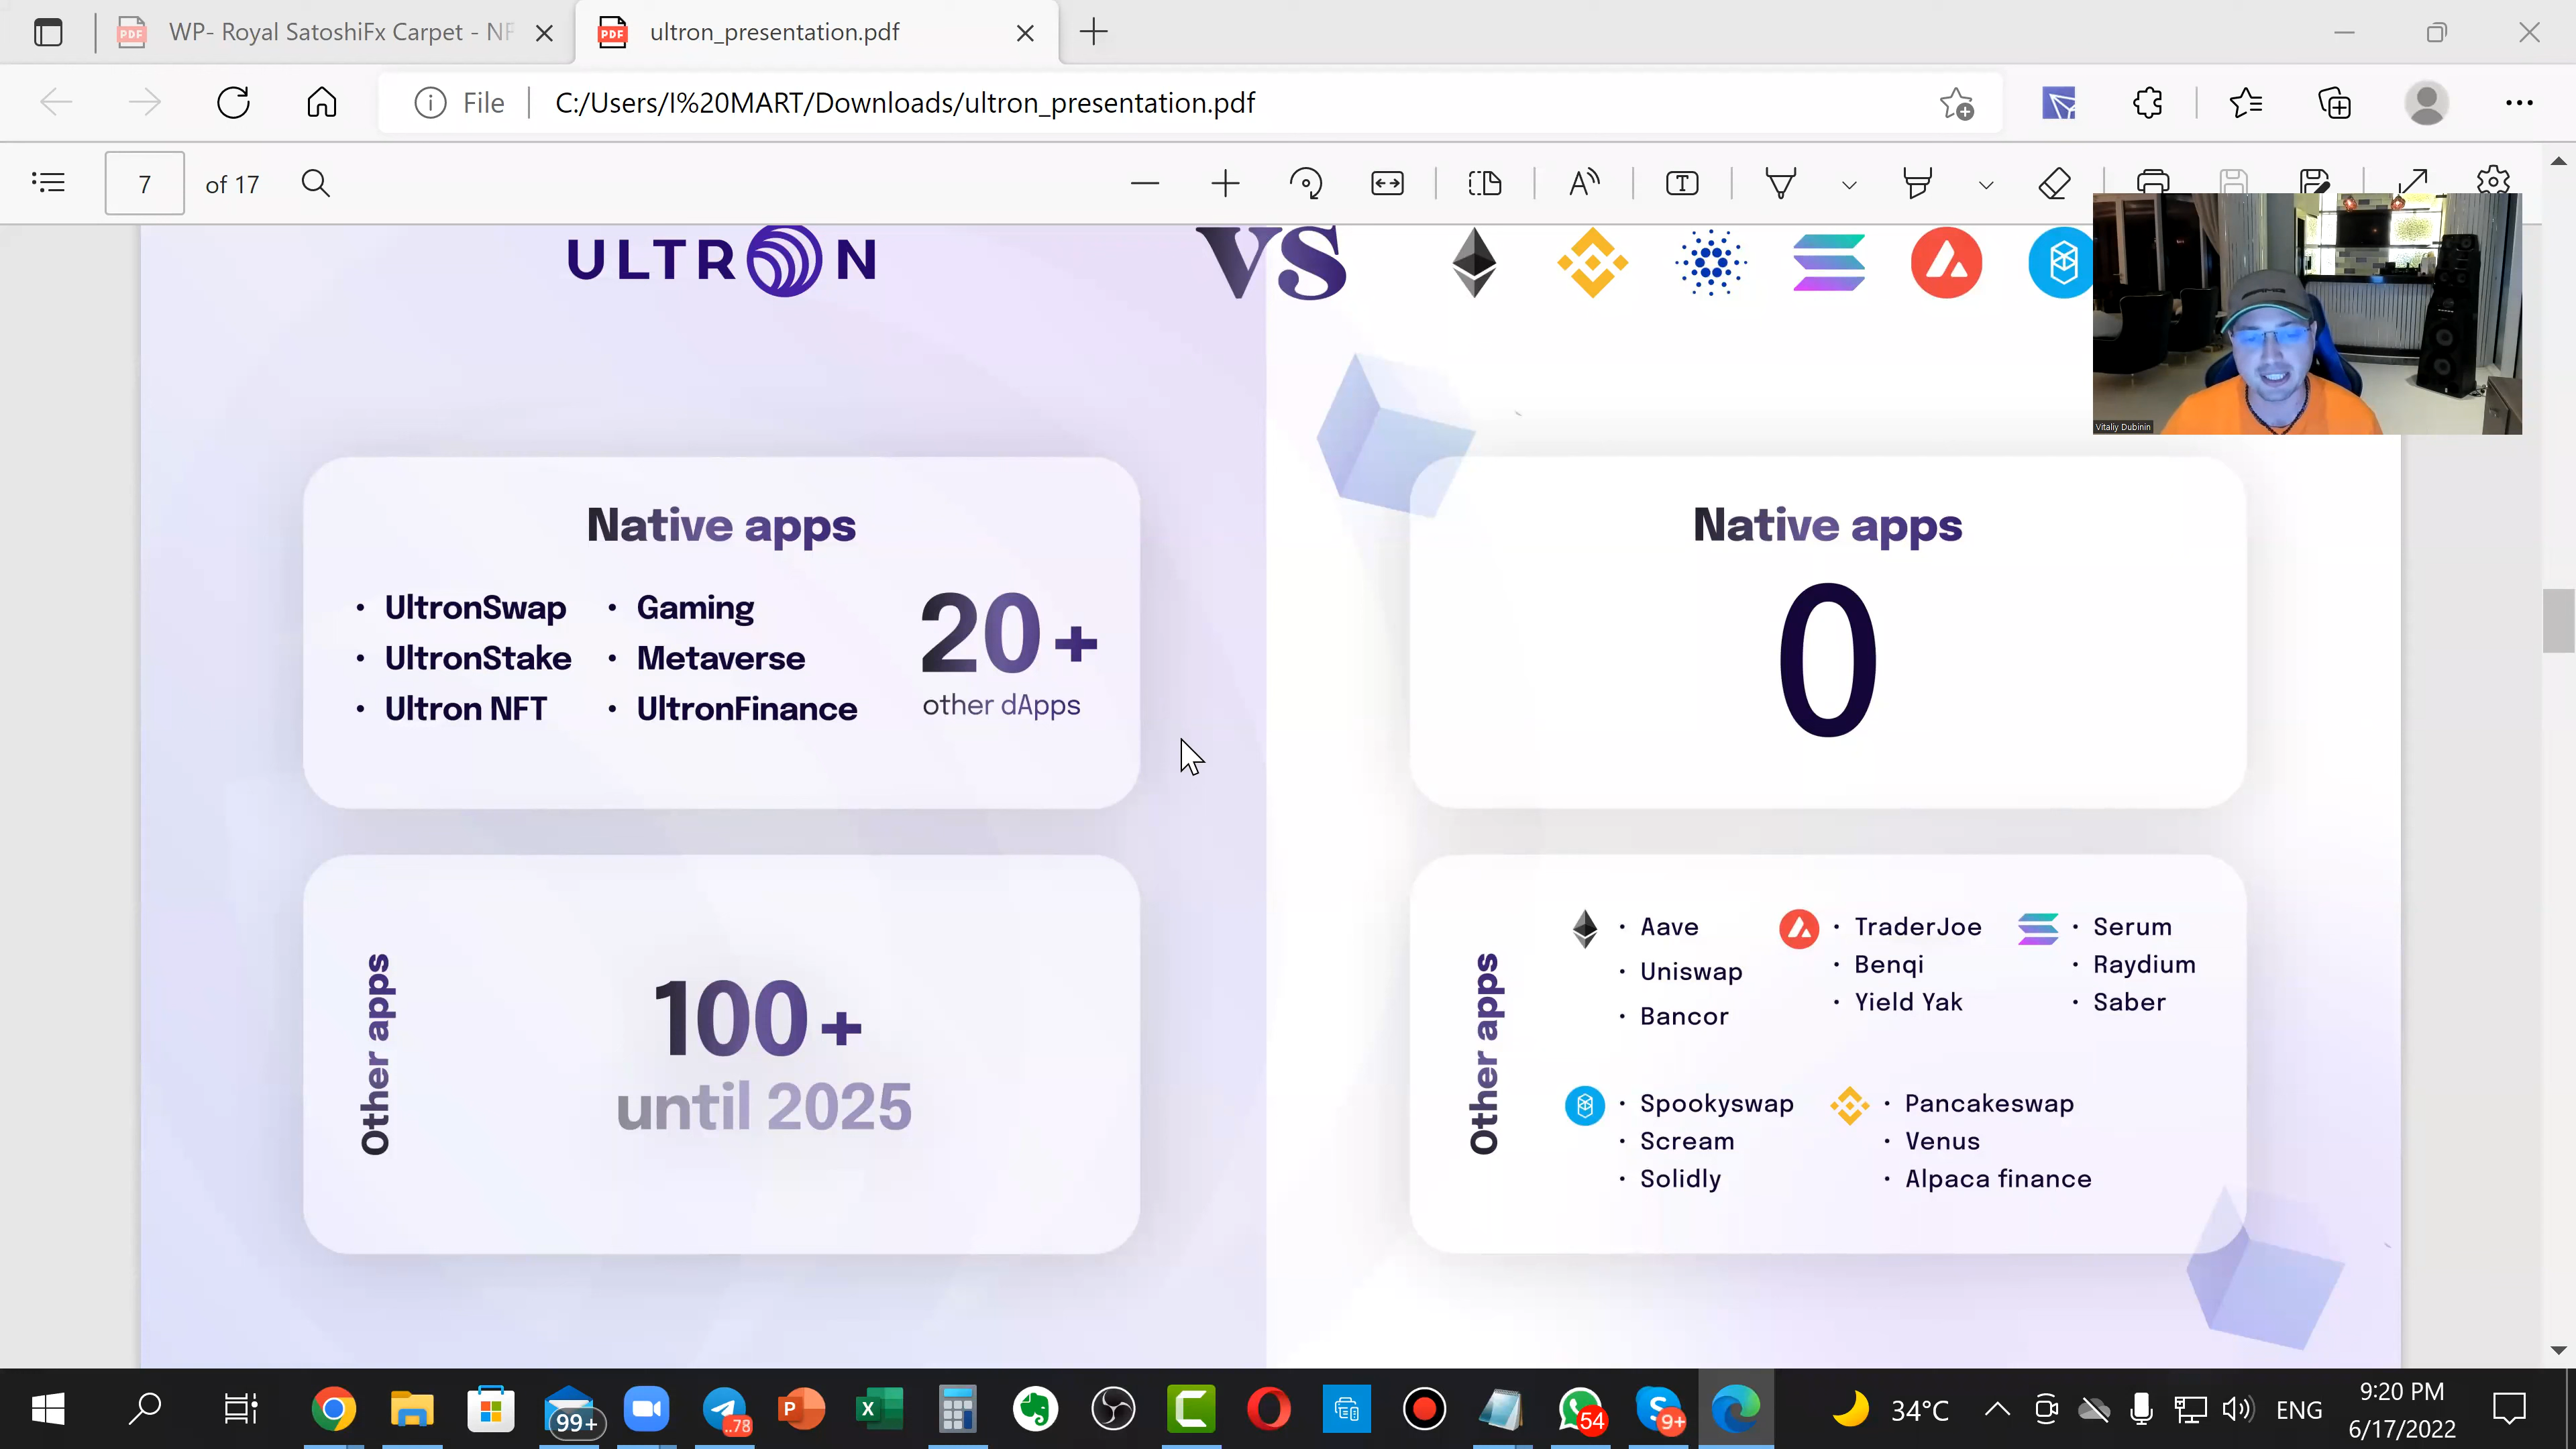 WP- Royal SatoshiFx Carpet - NF
ultron_presentation.pdf
File
C:/Users/I%20MART/Downloads/ultron_presentation.pdf
7 of 17
ULTRON
VS
Vitaliy Dubinin
Native apps
• UltronSwap
• UltronStake
• Ultron NFT
• Gaming
• Metaverse
• UltronFinance
20+
other dApps
Native apps
0
Other apps
100+
until 2025
Other apps
• Aave
• Uniswap
• Bancor
• TraderJoe
• Benqi
• Yield Yak
• Serum
• Raydium
• Saber
• Spookyswap
• Scream
• Solidly
• Pancakeswap
• Venus
• Alpaca finance
99+
..78
54
9+
34°C
ENG
9:20 PM
6/17/2022